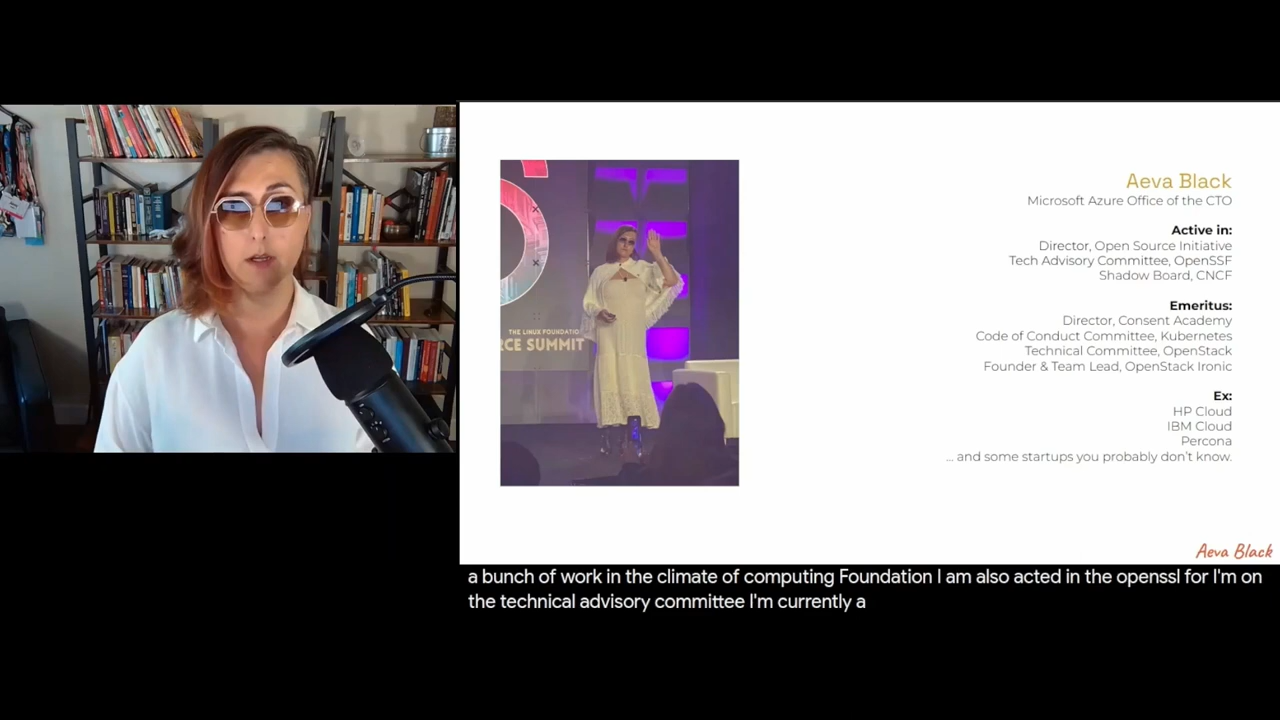 THE LINUX FOUNDATIO
RCE SUMMIT
Aeva Black
Microsoft Azure Office of the CTO
Active in:
Director, Open Source Initiative
Tech Advisory Committee, OpenSSF
Shadow Board, CNCF
Emeritus:
Director, Consent Academy
Code of Conduct Committee, Kubernetes
Technical Committee, OpenStack
Founder & Team Lead, OpenStack Ironic
Ex:
HP Cloud
IBM Cloud
Percona
... and some startups you probably don't know.
Aeva Black
a bunch of work in the climate of computing Foundation I am also acted in the openssl for I'm on
the technical advisory committee I'm currently a